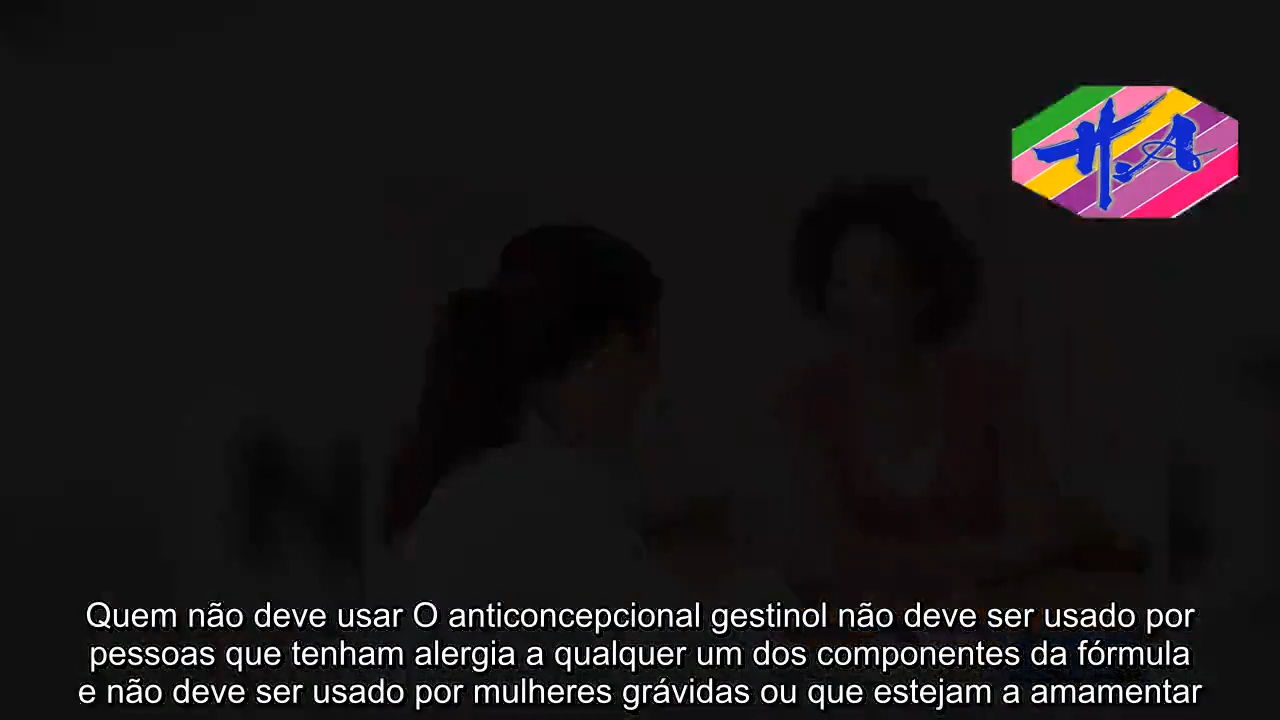 H.A
Quem não deve usar O anticoncepcional gestinol não deve ser usado por
pessoas que tenham alergia a qualquer um dos componentes da fórmula
e não deve ser usado por mulheres grávidas ou que estejam a amamentar